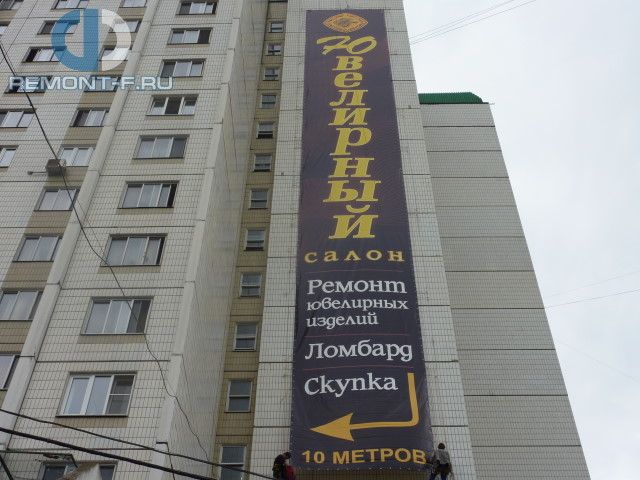 REMONT-F.RU
Ювелирный
салон
Ремонт
ювелирных
изделий
Ломбард
Скупка
10 МЕТРОВ